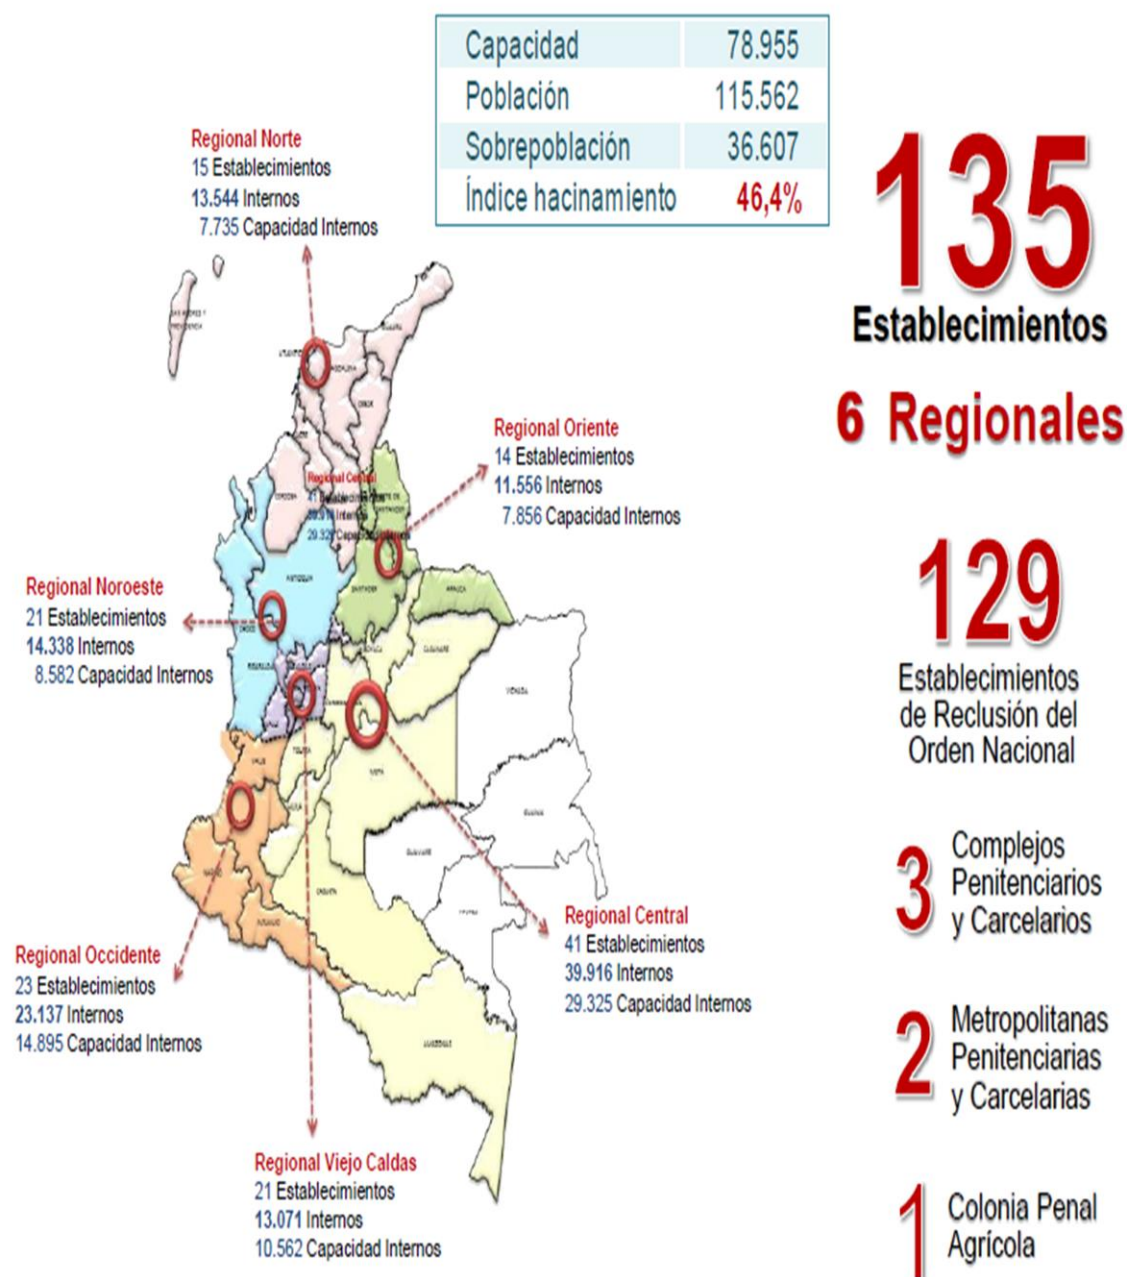 Capacidad 78.955
Población 115.562
Sobrepoblación 36.607
Índice hacinamiento 46,4%
Regional Norte
15 Establecimientos
13.544 Internos
7.735 Capacidad Internos
135
Establecimientos
6 Regionales
Regional Oriente
14 Establecimientos
11.556 Internos
7.856 Capacidad Internos
Regional Central
29.325
129
Establecimientos
de Reclusión del
Orden Nacional
Regional Noroeste
21 Establecimientos
14.338 Internos
8.582 Capacidad Internos
3 Complejos
Penitenciarios
y Carcelarios
Regional Central
41 Establecimientos
39.916 Internos
29.325 Capacidad Internos
Regional Occidente
23 Establecimientos
23.137 Internos
14.895 Capacidad Internos
2 Metropolitanas
Penitenciarias
y Carcelarias
Regional Viejo Caldas
21 Establecimientos
13.071 Internos
10.562 Capacidad Internos
1 Colonia Penal
Agrícola